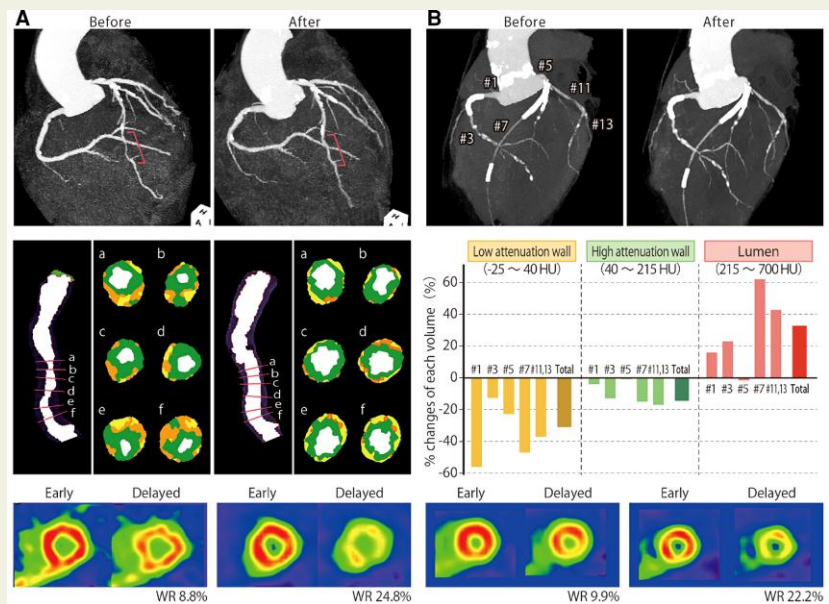 A
Before
After
B
Before
After
#1
#5
#11
#3
#7
#13
a
b
c
d
e
f
a
b
c
d
e
f
a
b
c
d
e
f
a
b
c
d
e
f
Low attenuation wall
(-25 ～ 40 HU)
High attenuation wall
(40 ～ 215 HU)
Lumen
(215 ～ 700 HU)
% changes of each volume (%)
60
40
20
0
-20
-40
-60
#1 #3 #5 #7 #11,13 Total
#1 #3 #5 #7 #11,13 Total
#1 #3 #5 #7 #11,13 Total
Early Delayed
WR 8.8%
Early Delayed
WR 24.8%
Early Delayed
WR 9.9%
Early Delayed
WR 22.2%